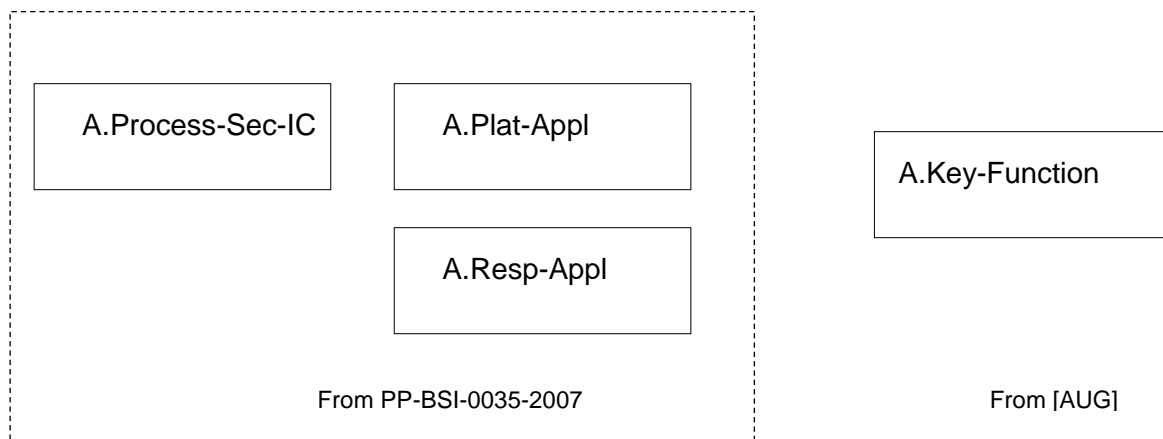 A.Process-Sec-IC
A.Plat-Appl
A.Key-Function
A.Resp-Appl
From PP-BSI-0035-2007
From [AUG]